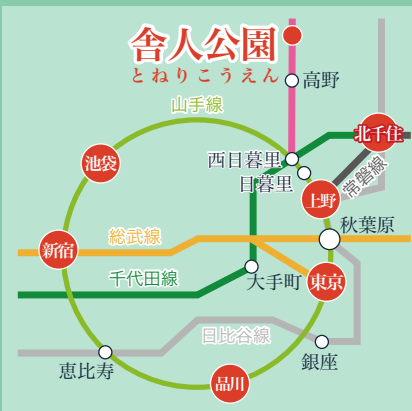 舎人公園
とねりこうえん
高野
山手線
北千住
池袋
西日暮里
日暮里
常磐線
上野
秋葉原
総武線
新宿
千代田線
大手町
東京
日比谷線
銀座
恵比寿
品川